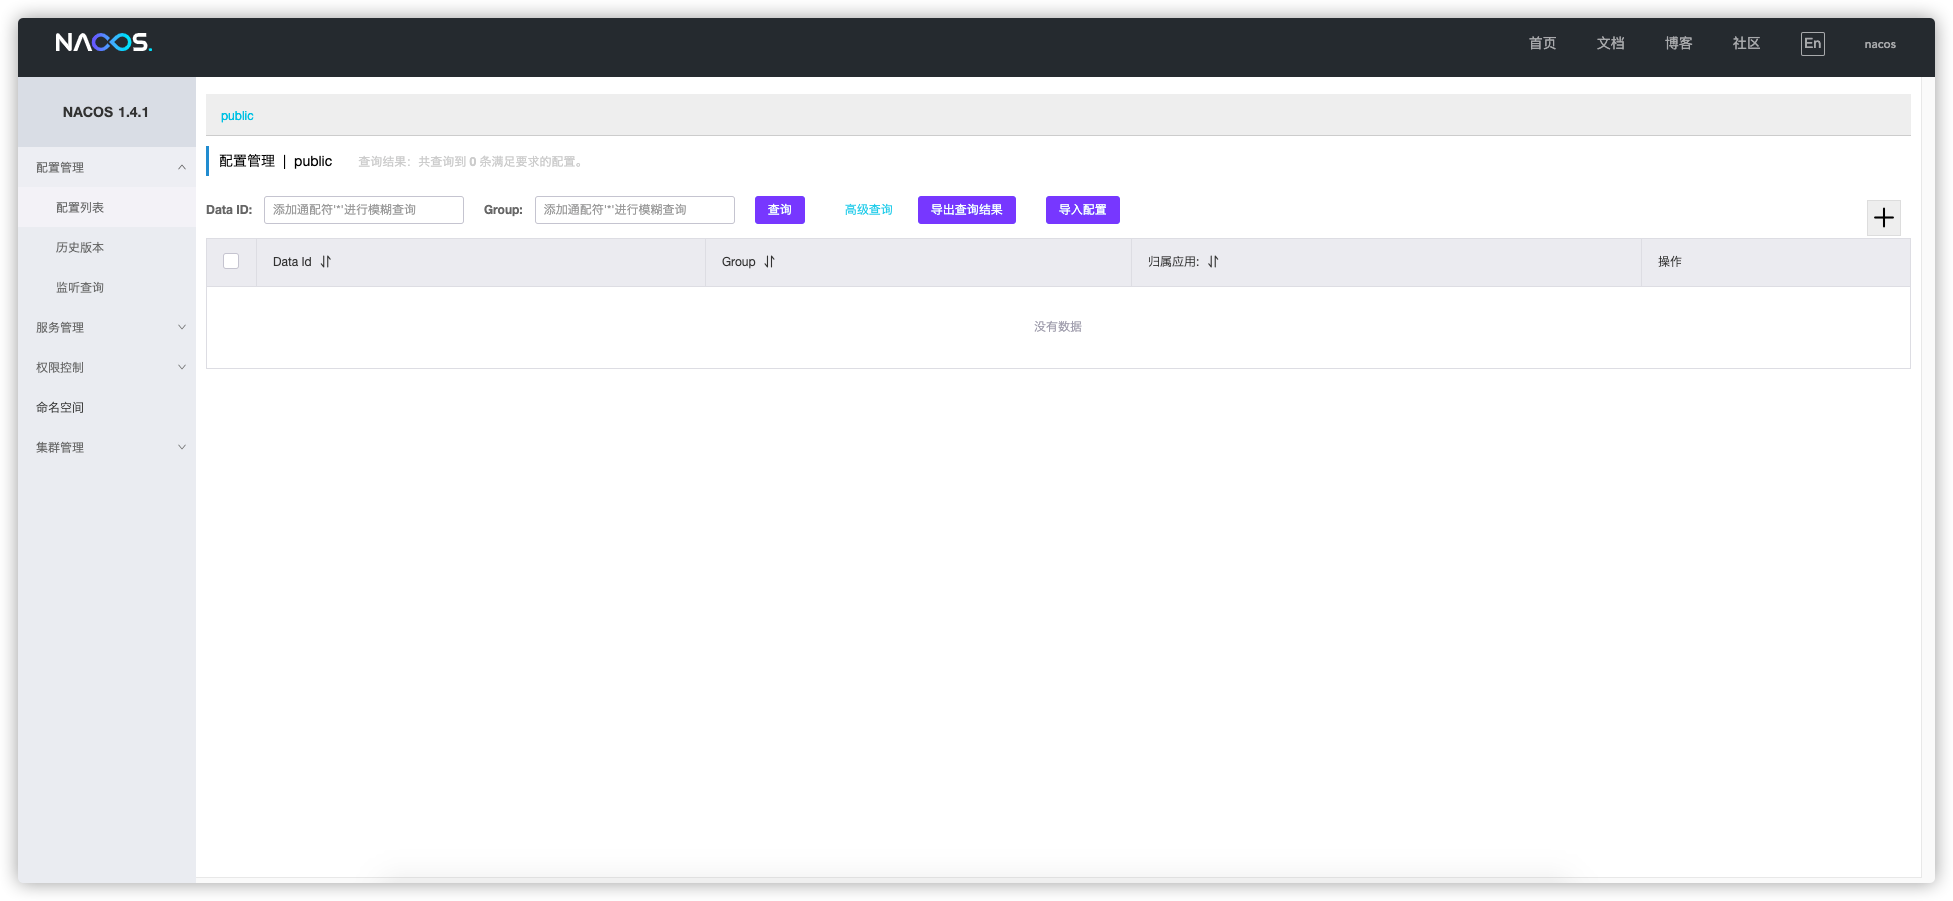 NACOS.
首页 文档 博客 社区 En nacos
NACOS 1.4.1
配置管理
配置列表
历史版本
监听查询
服务管理
权限控制
命名空间
集群管理
public
配置管理 | public 查询结果：共查询到 0 条满足要求的配置。
Data ID: 添加通配符'*'进行模糊查询 Group: 添加通配符'*'进行模糊查询 查询 高级查询 导出查询结果 导入配置
Data Id Group 归属应用: 操作
没有数据